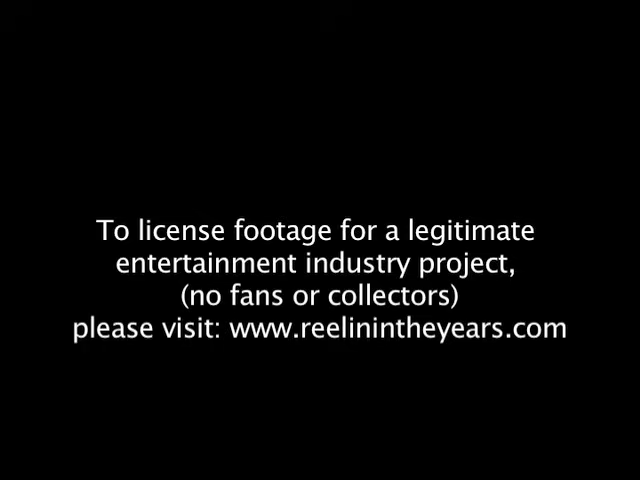 To license footage for a legitimate
entertainment industry project,
(no fans or collectors)
please visit: www.reelinintheyears.com